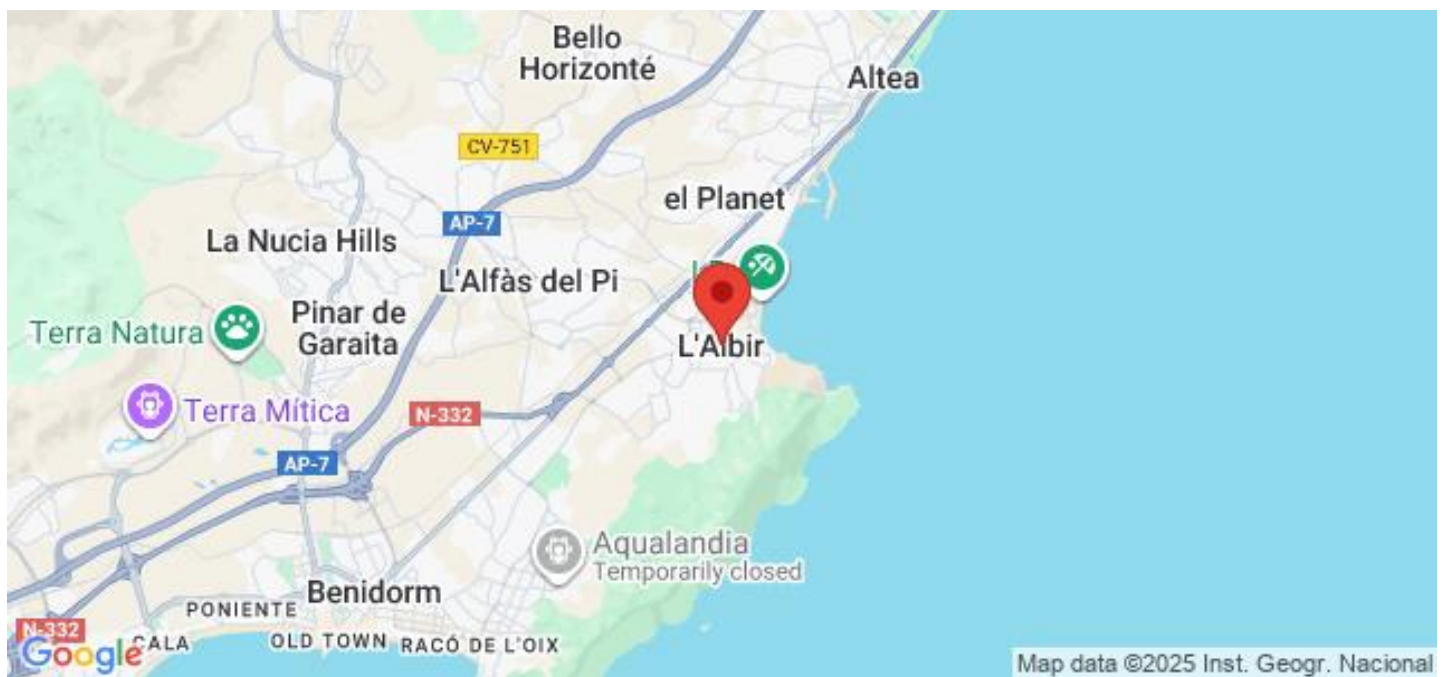 Bello
Horizonté
Altea
CV-751
el Planet
AP-7
La Nucia Hills
L'Alfàs del Pi
Pinar de
Garaita
Terra Natura
L'Albir
Terra Mítica
N-332
AP-7
Aqualandia
Temporarily closed
Benidorm
PONIENTE
N-332
CALA
OLD TOWN
RACÓ DE L'OIX
Google
Map data ©2025 Inst. Geogr. Nacional